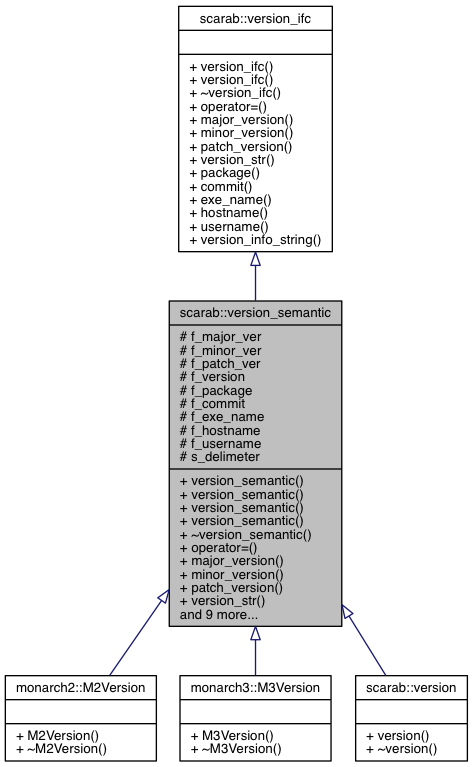 scarab::version_ifc
+ version_ifc()
+ version_ifc()
+ ~version_ifc()
+ operator=()
+ major_version()
+ minor_version()
+ patch_version()
+ version_str()
+ package()
+ commit()
+ exe_name()
+ hostname()
+ username()
+ version_info_string()
scarab::version_semantic
# f_major_ver
# f_minor_ver
# f_patch_ver
# f_version
# f_package
# f_commit
# f_exe_name
# f_hostname
# f_username
# s_delimeter
+ version_semantic()
+ version_semantic()
+ version_semantic()
+ version_semantic()
+ ~version_semantic()
+ operator=()
+ major_version()
+ minor_version()
+ patch_version()
+ version_str()
and 9 more...
monarch2::M2Version
+ M2Version()
+ ~M2Version()
monarch3::M3Version
+ M3Version()
+ ~M3Version()
scarab::version
+ version()
+ ~version()